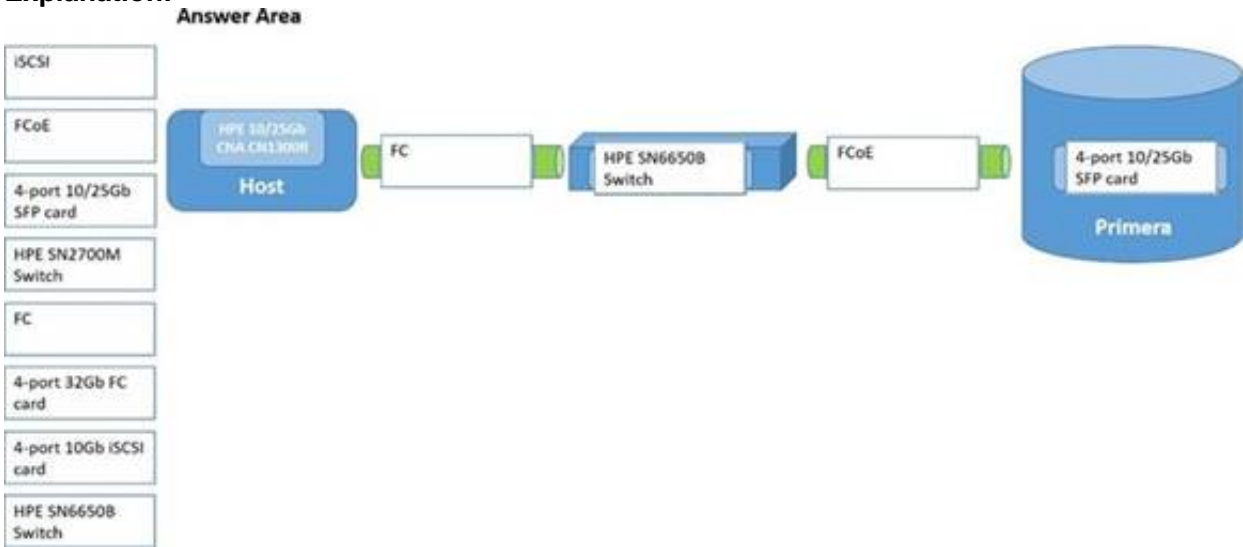 Explanation:
Answer Area
iSCSI
FCoE
4-port 10/25Gb
SFP card
HPE SN2700M
Switch
FC
4-port 32Gb FC
card
4-port 10Gb iSCSI
card
HPE SN6650B
Switch
HPE 10/25Gb
CNA CN1300R
Host
FC
HPE SN6650B
Switch
FCoE
4-port 10/25Gb
SFP card
Primera